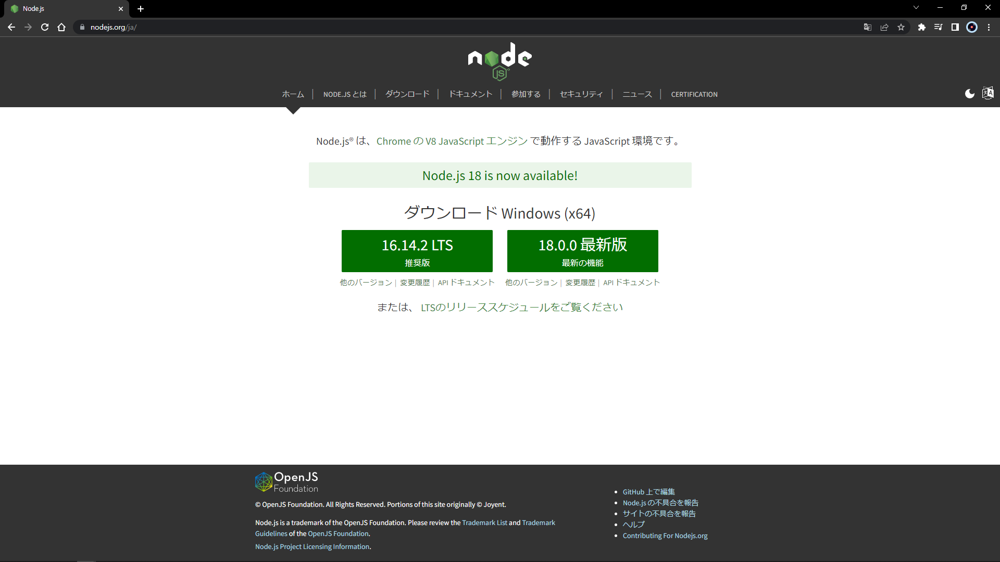 Node.js
nodejs.org/ja/
node
JS
ホーム | NODE.JS とは | ダウンロード | ドキュメント | 参加する | セキュリティ | ニュース | CERTIFICATION
Node.js® は、Chrome の V8 JavaScript エンジン で動作する JavaScript 環境です。
Node.js 18 is now available!
ダウンロード Windows (x64)
16.14.2 LTS
推奨版
18.0.0 最新版
最新の機能
他のバージョン | 変更履歴 | API ドキュメント
他のバージョン | 変更履歴 | API ドキュメント
または、 LTSのリリーススケジュールをご覧ください
OpenJS
Foundation
© OpenJS Foundation. All Rights Reserved. Portions of this site originally © Joyent.
Node.js is a trademark of the OpenJS Foundation. Please review the Trademark List and Trademark
Guidelines of the OpenJS Foundation.
Node.js Project Licensing Information.
GitHub 上で編集
Node.js の不具合を報告
サイトの不具合を報告
ヘルプ
Contributing For Nodejs.org